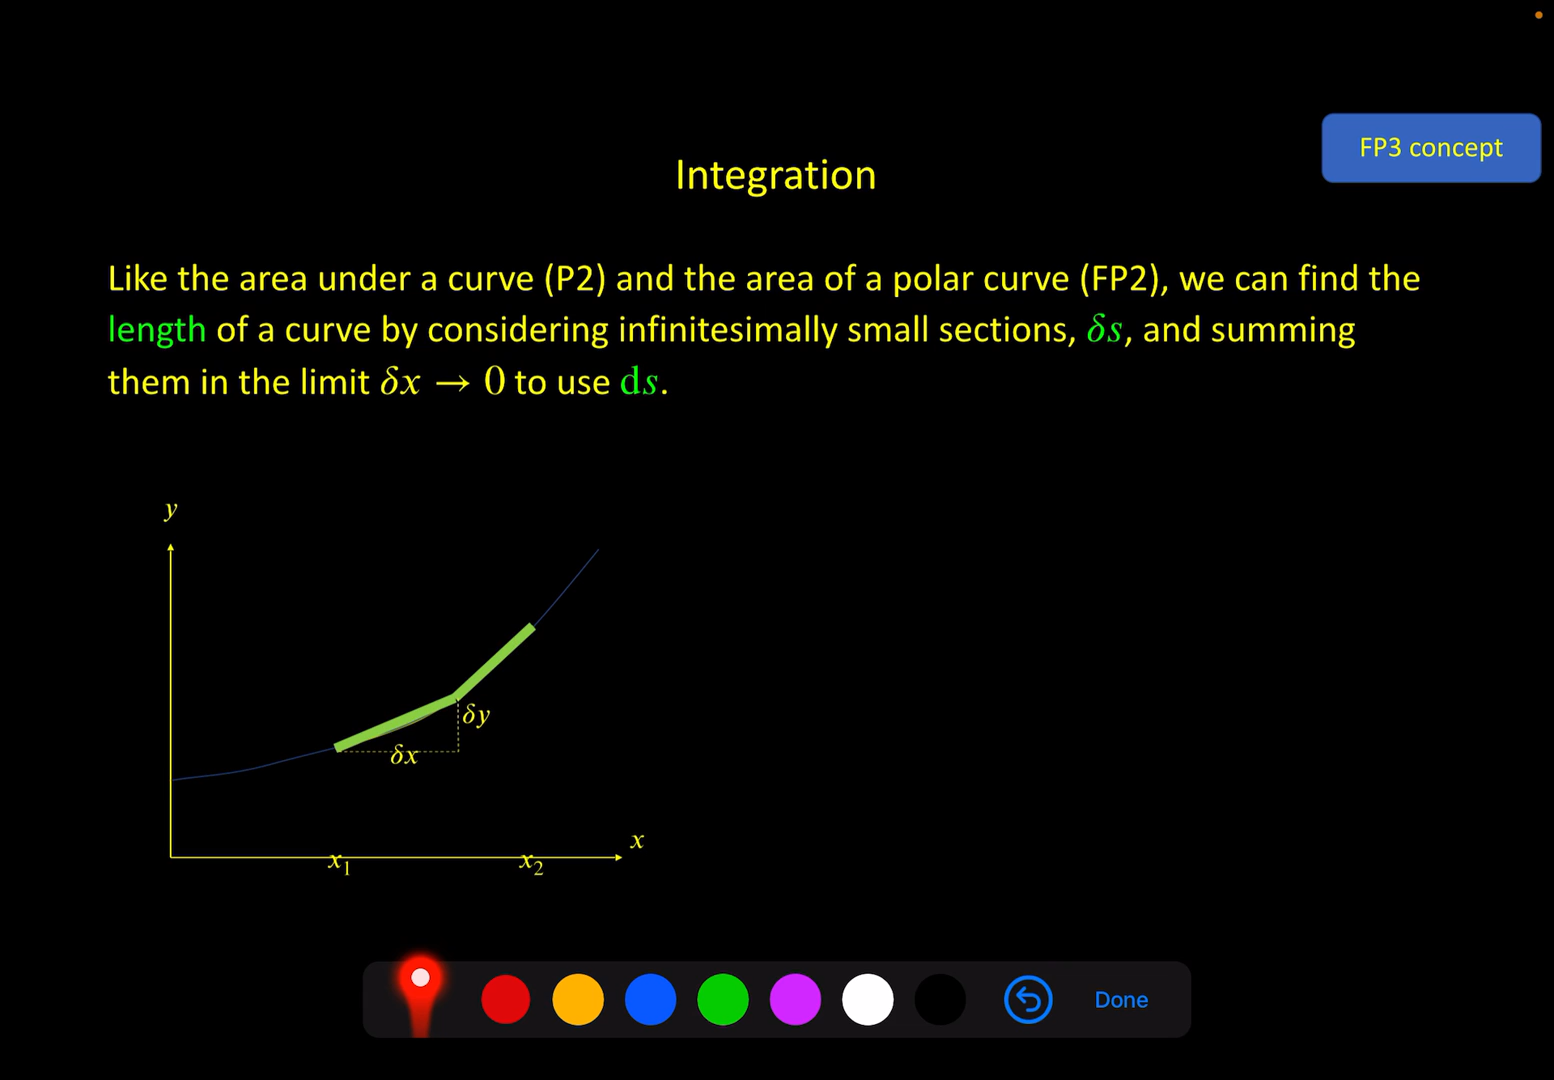 FP3 concept
Integration
Like the area under a curve (P2) and the area of a polar curve (FP2), we can find the
length of a curve by considering infinitesimally small sections, δs, and summing
them in the limit δx → 0 to use ds.
y
δy
δx
x
x₁
x₂
Done